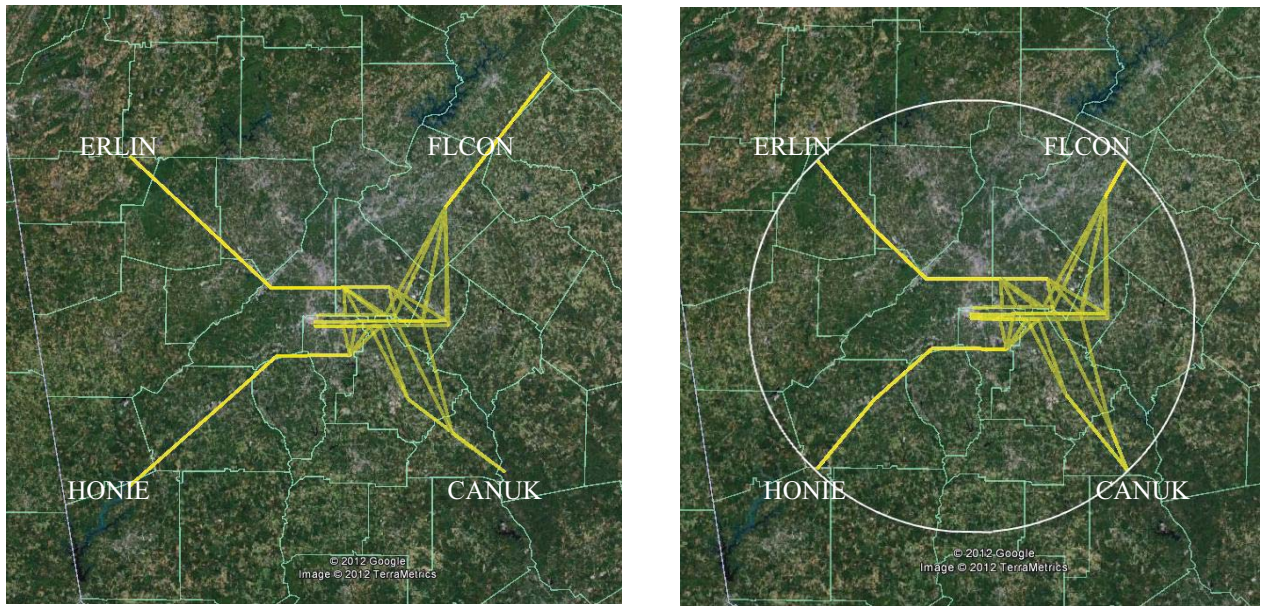 ERLIN
FLCON
HONIE
CANUK
© 2012 Google
Image © 2012 TerraMetrics
ERLIN
FLCON
HONIE
CANUK
© 2012 Google
Image © 2012 TerraMetrics